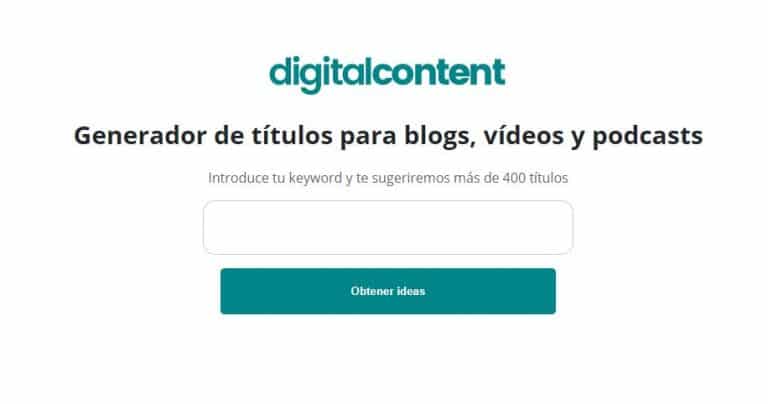 digitalcontent
Generador de títulos para blogs, vídeos y podcasts
Introduce tu keyword y te sugeriremos más de 400 títulos
Obtener ideas